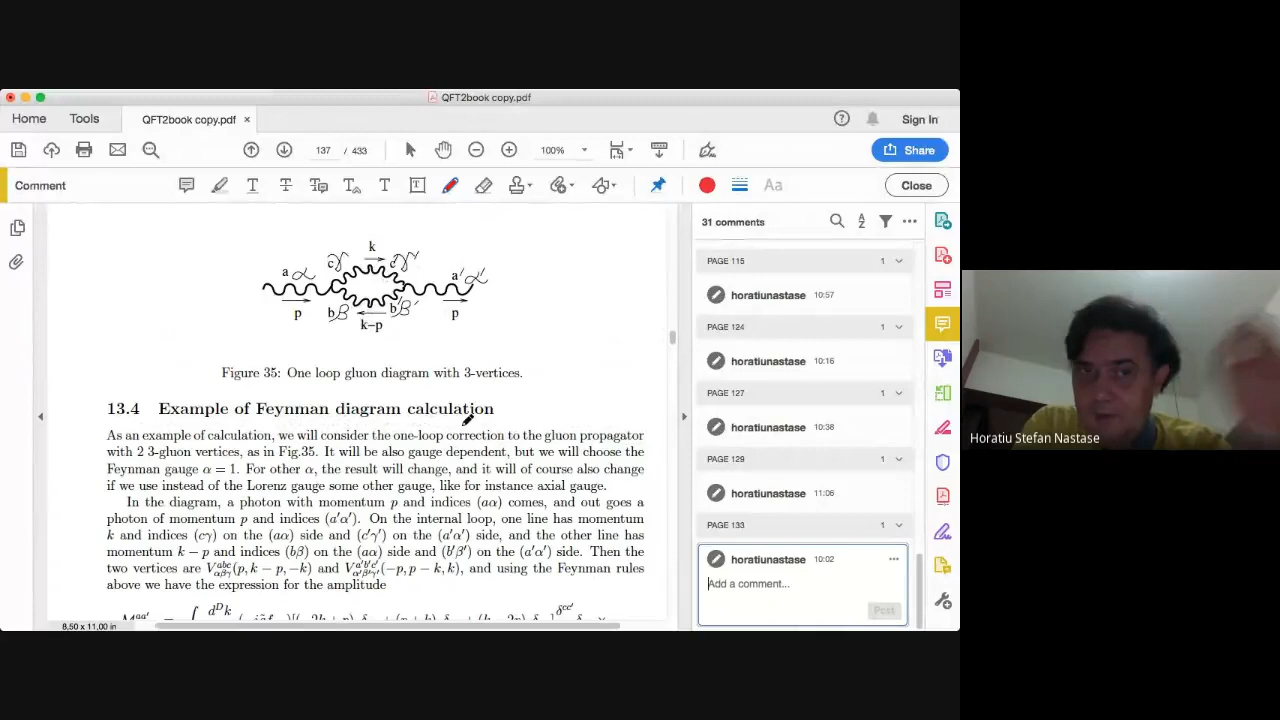 QFT2book copy.pdf
Home Tools QFT2book copy.pdf × Sign In
137 / 433 100% Share
Comment Close
31 comments
k
a α cγ c'γ' a' α'
p bβ b'β' p
k−p
Figure 35: One loop gluon diagram with 3-vertices.
13.4 Example of Feynman diagram calculation
As an example of calculation, we will consider the one-loop correction to the gluon propagator
with 2 3-gluon vertices, as in Fig.35. It will be also gauge dependent, but we will choose the
Feynman gauge α = 1. For other α, the result will change, and it will of course also change
if we use instead of the Lorenz gauge some other gauge, like for instance axial gauge.
In the diagram, a photon with momentum p and indices (aα) comes, and out goes a
photon of momentum p and indices (a′α′). On the internal loop, one line has momentum
k and indices (cγ) on the (aα) side and (c′γ′) on the (a′α′) side, and the other line has
momentum k − p and indices (bβ) on the (aα) side and (b′β′) on the (a′α′) side. Then the
two vertices are V^{abc}_{αβγ}(p, k − p, −k) and V^{a′b′c′}_{α′β′γ′}(−p, p − k, k), and using the Feynman rules
above we have the expression for the amplitude
8,50 x 11,00 in
PAGE 115 1
horatiunastase 10:57
PAGE 124 1
horatiunastase 10:16
PAGE 127 1
horatiunastase 10:38
PAGE 129 1
horatiunastase 11:06
PAGE 133 1
horatiunastase 10:02
Add a comment...
Post
Horatiu Stefan Nastase